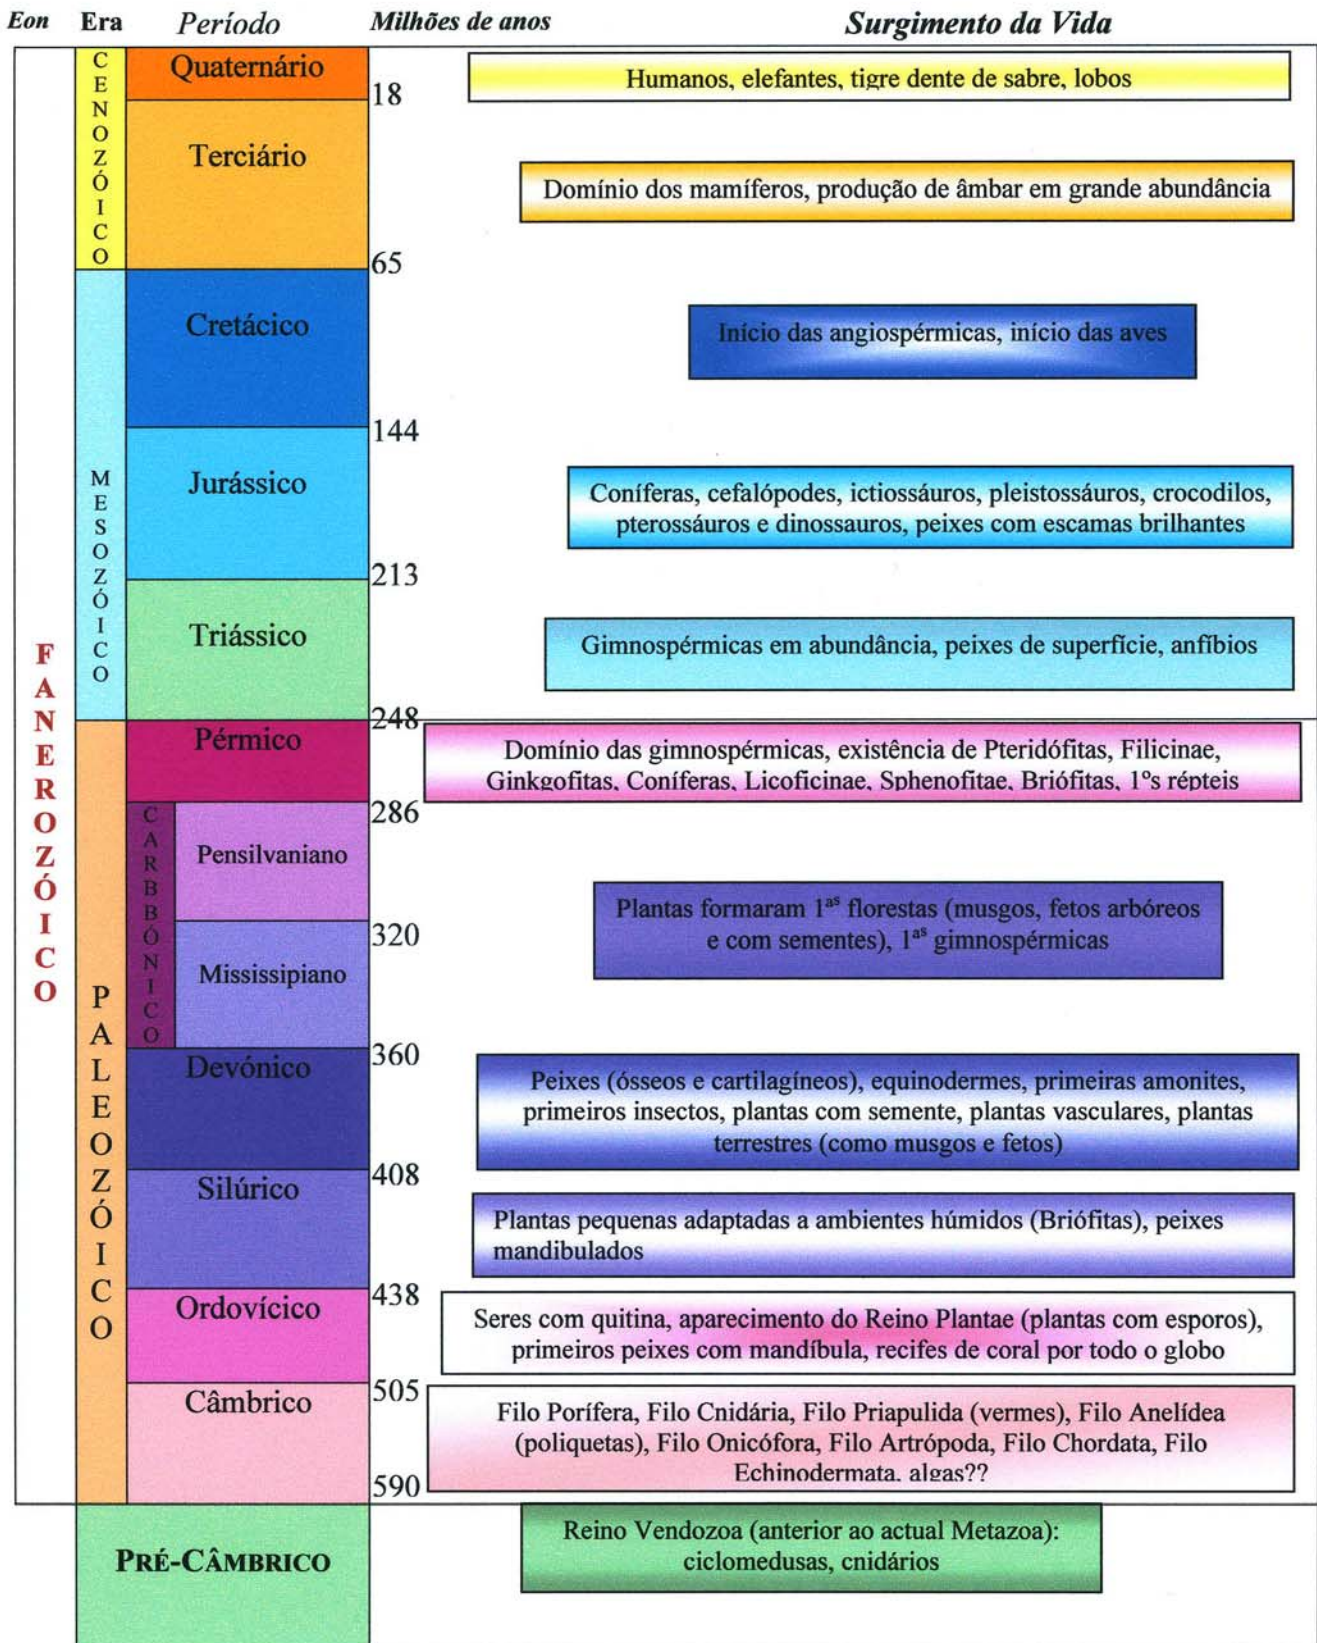 Eon Era Período Milhões de anos Surgimento da Vida
FANEROZÓICO
CENOZÓICO
Quaternário
Humanos, elefantes, tigre dente de sabre, lobos
18
Terciário
Domínio dos mamíferos, produção de âmbar em grande abundância
65
MESOZÓICO
Cretácico
Início das angiospérmicas, início das aves
144
Jurássico
Coníferas, cefalópodes, ictiossáuros, pleistossáuros, crocodilos,
pterossáuros e dinossauros, peixes com escamas brilhantes
213
Triássico
Gimnospérmicas em abundância, peixes de superfície, anfíbios
248
PALEOZÓICO
Pérmico
Domínio das gimnospérmicas, existência de Pteridófitas, Filicinae,
Ginkgofitas, Coníferas, Licoficinae, Sphenofitae, Briófitas, 1ºs répteis
286
CARBBÓNICO
Pensilvaniano
320
Mississipiano
Plantas formaram 1as florestas (musgos, fetos arbóreos
e com sementes), 1as gimnospérmicas
360
Devónico
Peixes (ósseos e cartilagíneos), equinodermes, primeiras amonites,
primeiros insectos, plantas com semente, plantas vasculares, plantas
terrestres (como musgos e fetos)
408
Silúrico
Plantas pequenas adaptadas a ambientes húmidos (Briófitas), peixes
mandibulados
438
Ordovícico
Seres com quitina, aparecimento do Reino Plantae (plantas com esporos),
primeiros peixes com mandíbula, recifes de coral por todo o globo
505
Câmbrico
Filo Porífera, Filo Cnidária, Filo Priapulida (vermes), Filo Anelídea
(poliquetas), Filo Onicófora, Filo Artrópoda, Filo Chordata, Filo
Echinodermata, algas??
590
PRÉ-CÂMBRICO
Reino Vendozoa (anterior ao actual Metazoa):
ciclomedusas, cnidários